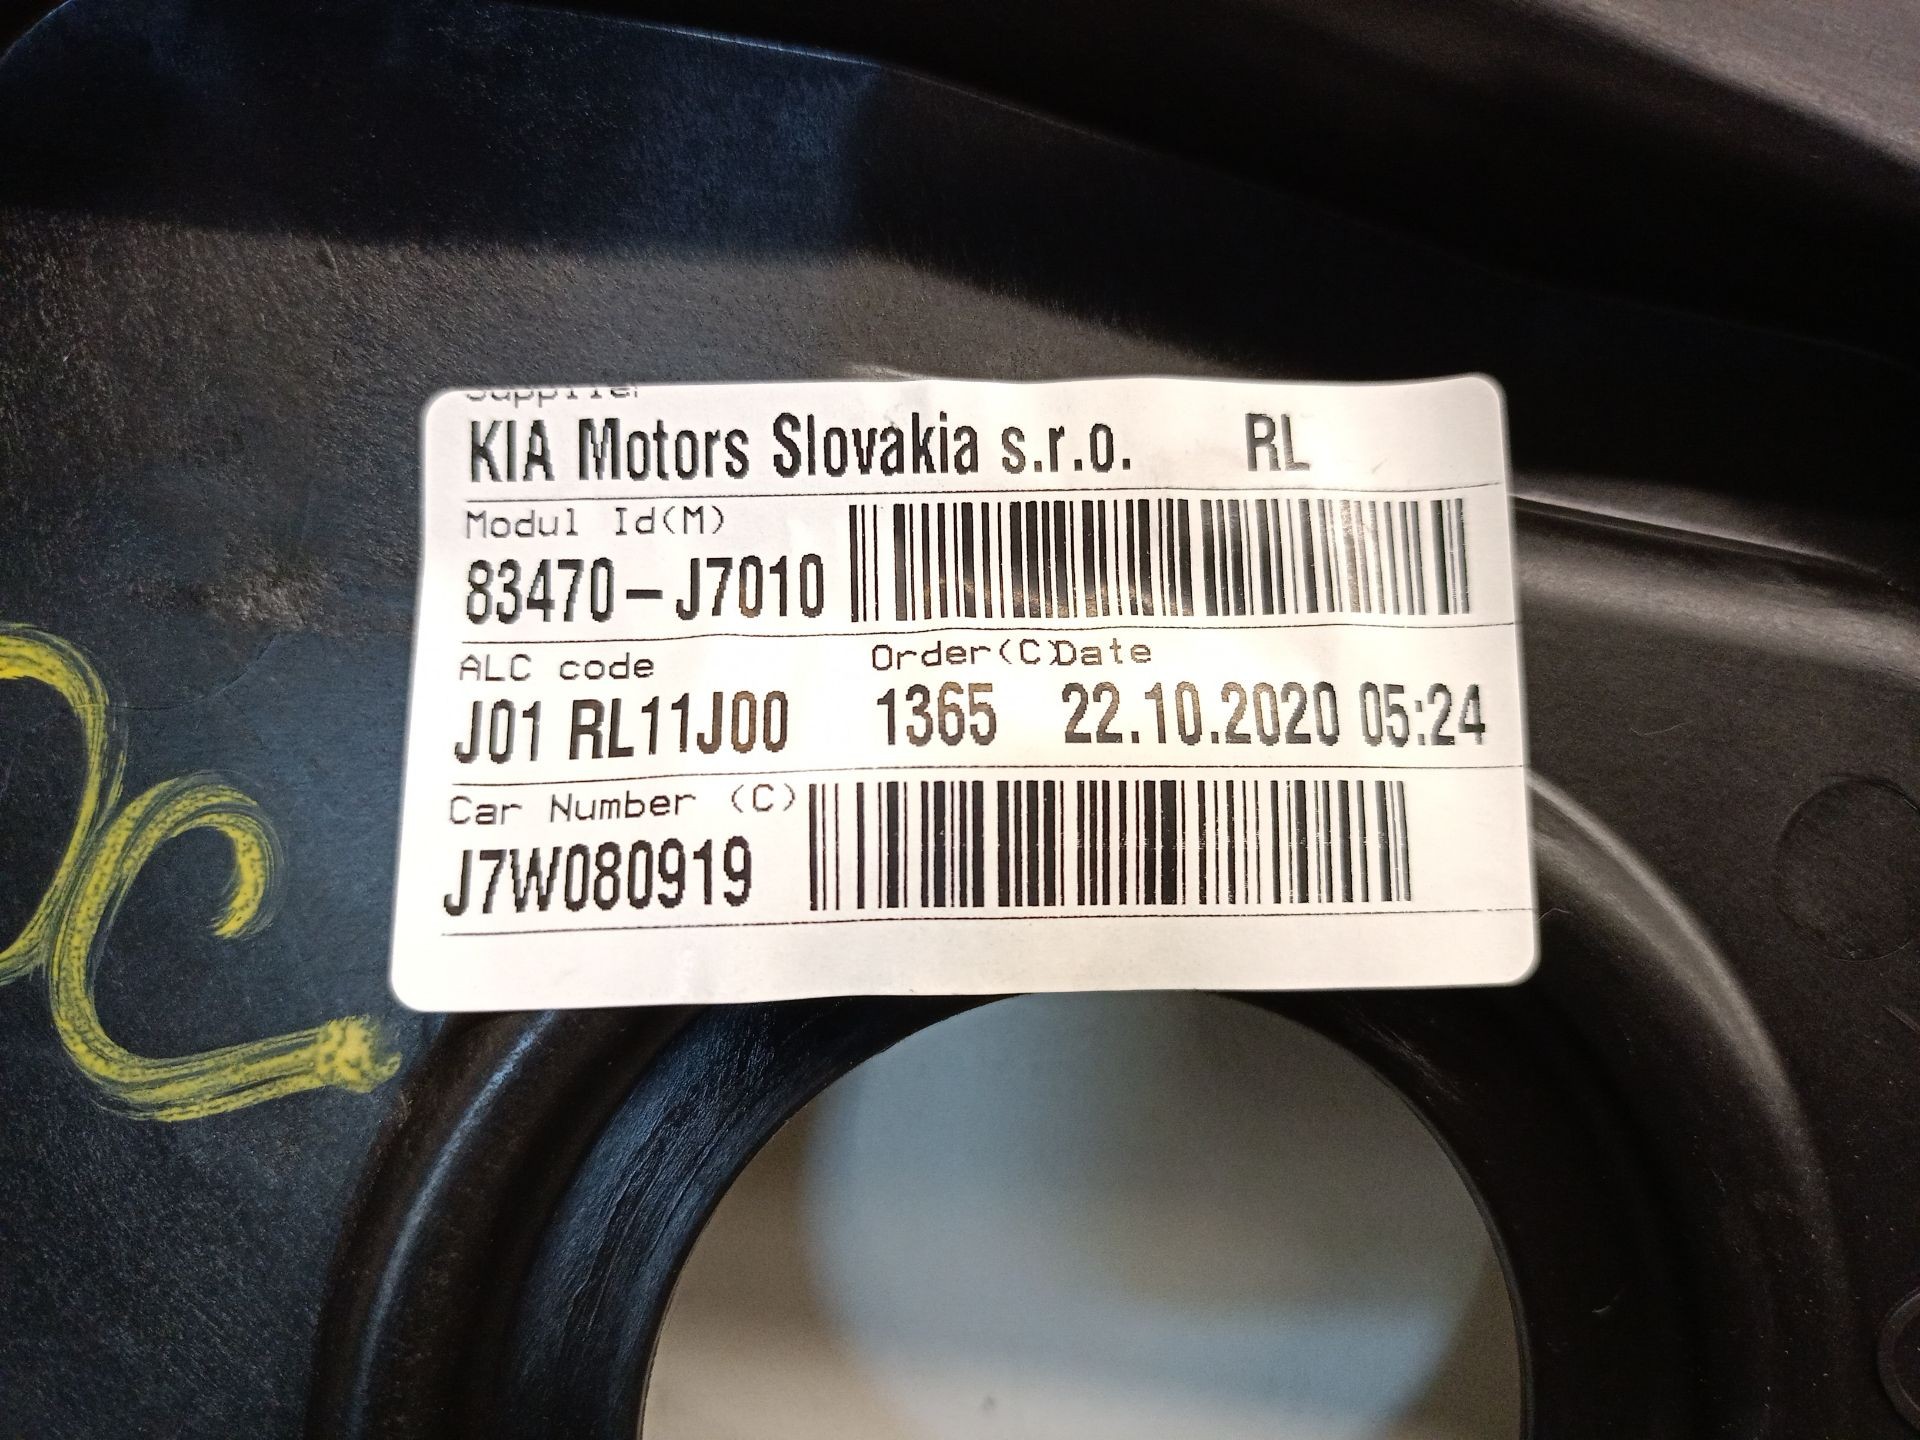 Supplier
KIA Motors Slovakia s.r.o. RL
Modul Id(M)
83470-J7010
ALC code Order(C)Date
J01 RL11J00 1365 22.10.2020 05:24
Car Number (C)
J7W080919